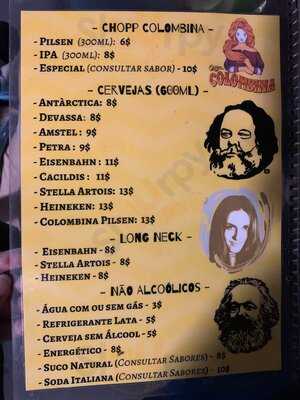 - Chopp Colombina -
- Pilsen (300ml): 6$
- IPA (300ml): 8$
- Especial (consultar sabor) - 10$
Colombina
- Cervejas (600ml) -
- Antàrctica: 8$
- Devassa: 8$
- Amstel: 9$
- Petra: 9$
- Eisenbahn: 11$
- Cacildis: 11$
- Stella Artois: 13$
- Heineken: 13$
- Colombina Pilsen: 13$
- Long Neck -
- Eisenbahn - 8$
- Stella Artois - 8$
- Heineken - 8$
- Não Alcoólicos -
- Água com ou sem gás - 3$
- Refrigerante Lata - 5$
- Cerveja sem Álcool - 5$
- Energético - 8$
- Suco Natural (Consultar Sabores) - 8$
- Soda Italiana (Consultar Sabores) - 10$